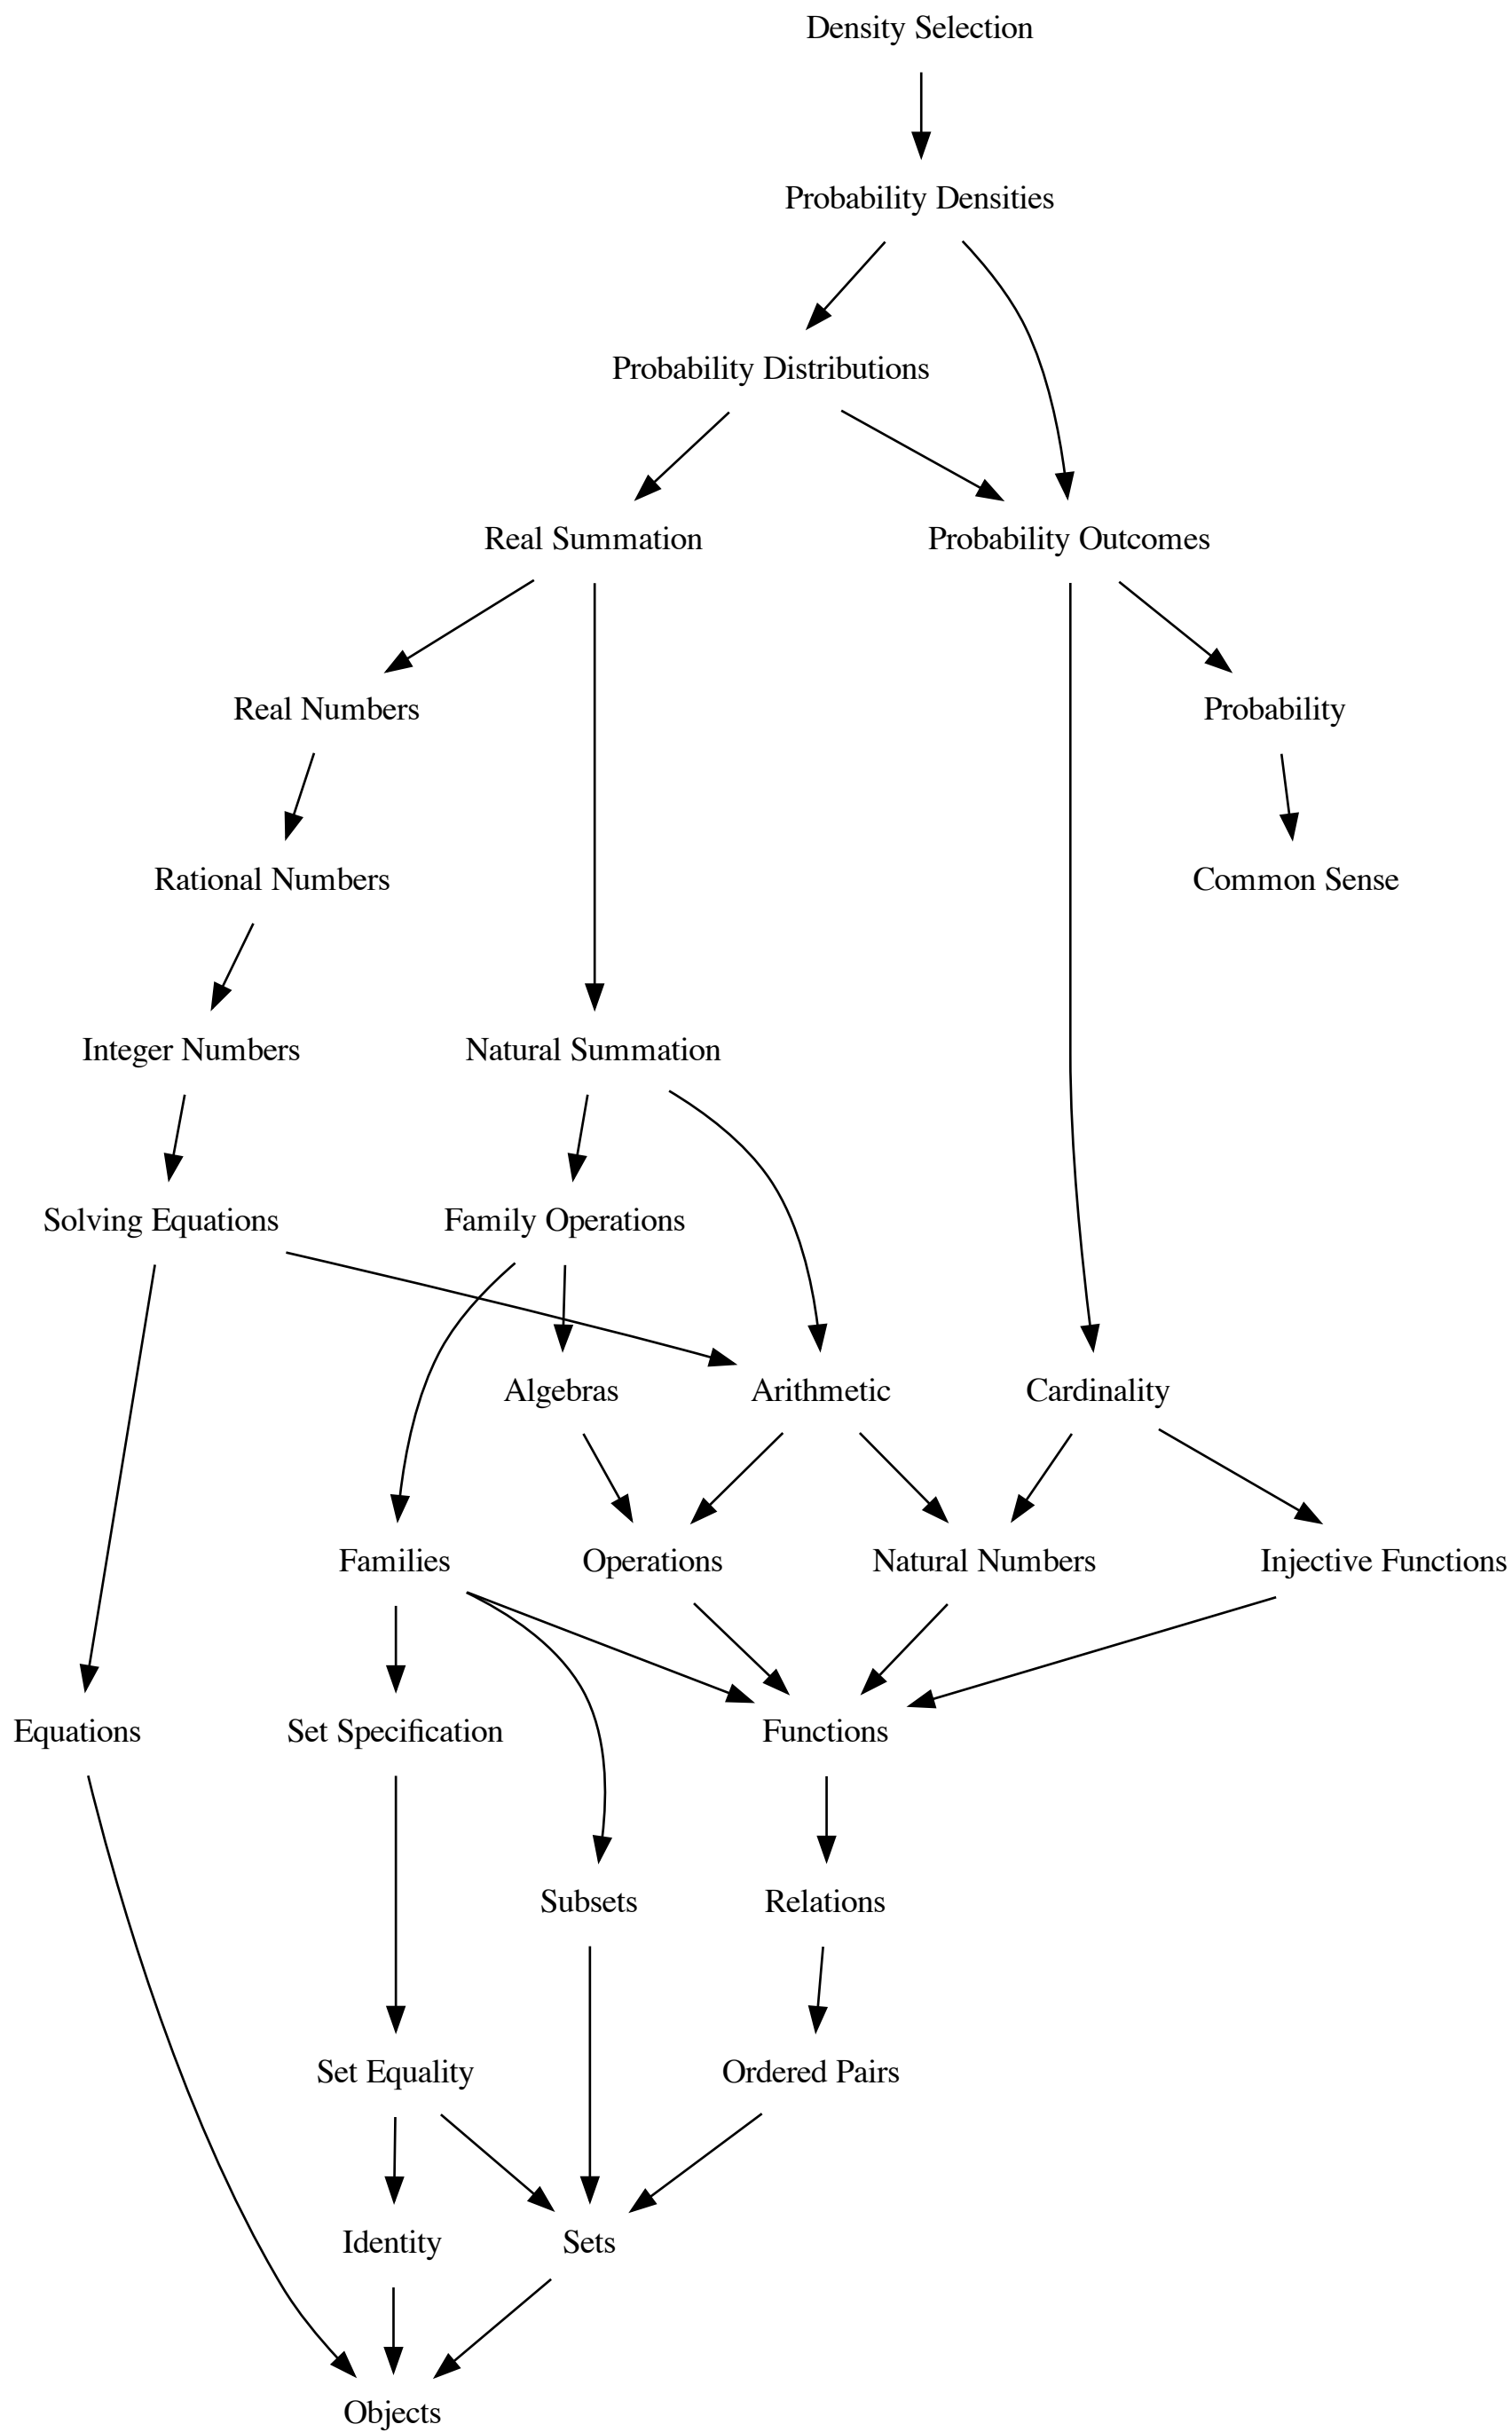 Density Selection
Probability Densities
Probability Distributions
Real Summation
Probability Outcomes
Real Numbers
Probability
Rational Numbers
Common Sense
Integer Numbers
Natural Summation
Solving Equations
Family Operations
Algebras
Arithmetic
Cardinality
Families
Operations
Natural Numbers
Injective Functions
Equations
Set Specification
Functions
Subsets
Relations
Set Equality
Ordered Pairs
Identity
Sets
Objects